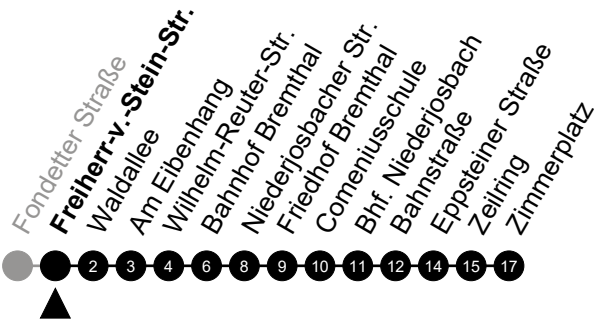 Fondetter Straße
Freiherr-v.-Stein-Str.
Waldallee
Am Eibenhang
Wilhelm-Reuter-Str.
Bahnhof Bremthal
Niederjosbacher Str.
Friedhof Bremthal
Comeniusschule
Bhf. Niederjosbach
Bahnstraße
Eppsteiner Straße
Zeilring
Zimmerplatz
2 3 4 6 8 9 10 11 12 14 15 17